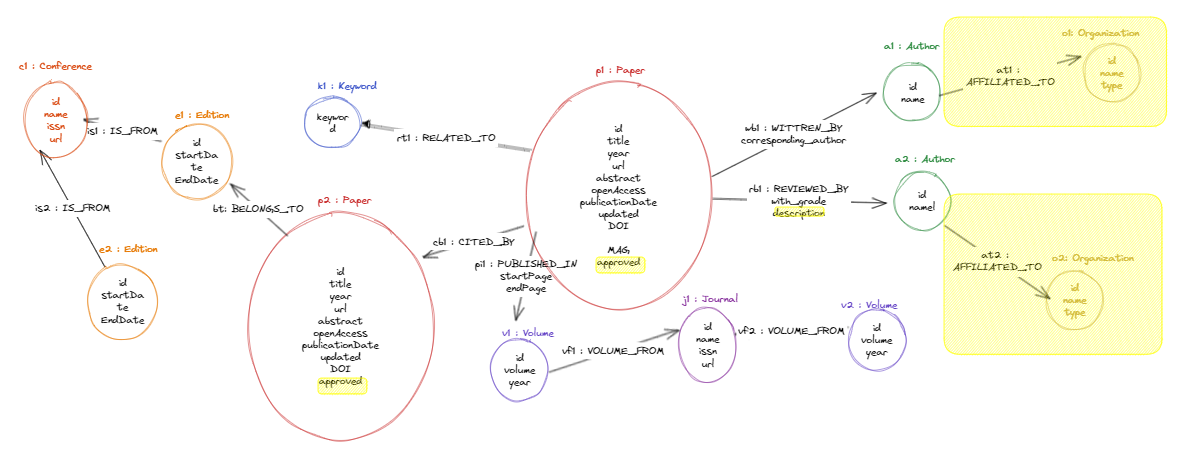 c1 : Conference
id
name
issn
url
is1 : IS_FROM
e1 : Edition
id
startDa
te
EndDate
is2 : IS_FROM
e2 : Edition
id
startDa
te
EndDate
bt: BELONGS_TO
k1 : Keyword
keywor
d
rt1 : RELATED_TO
p2 : Paper
id
title
year
url
abstract
openAccess
publicationDate
updated
DOI
approved
cb1 : CITED_BY
p1 : Paper
id
title
year
url
abstract
openAccess
publicationDate
updated
DOI
MAG
approved
pi1 : PUBLISHED_IN
startPage
endPage
v1 : Volume
id
volume
year
vf1 : VOLUME_FROM
j1 : Journal
id
name
issn
url
vf2 : VOLUME_FROM
v2 : Volume
id
volume
year
wb1 : WITTREN_BY
corresponding_author
a1 : Author
id
name
at1 :
AFFILIATED_TO
o1: Organization
id
name
type
rb1 : REVIEWED_BY
with_grade
description
a2 : Author
id
name1
at2 :
AFFILIATED_TO
o2: Organization
id
name
type